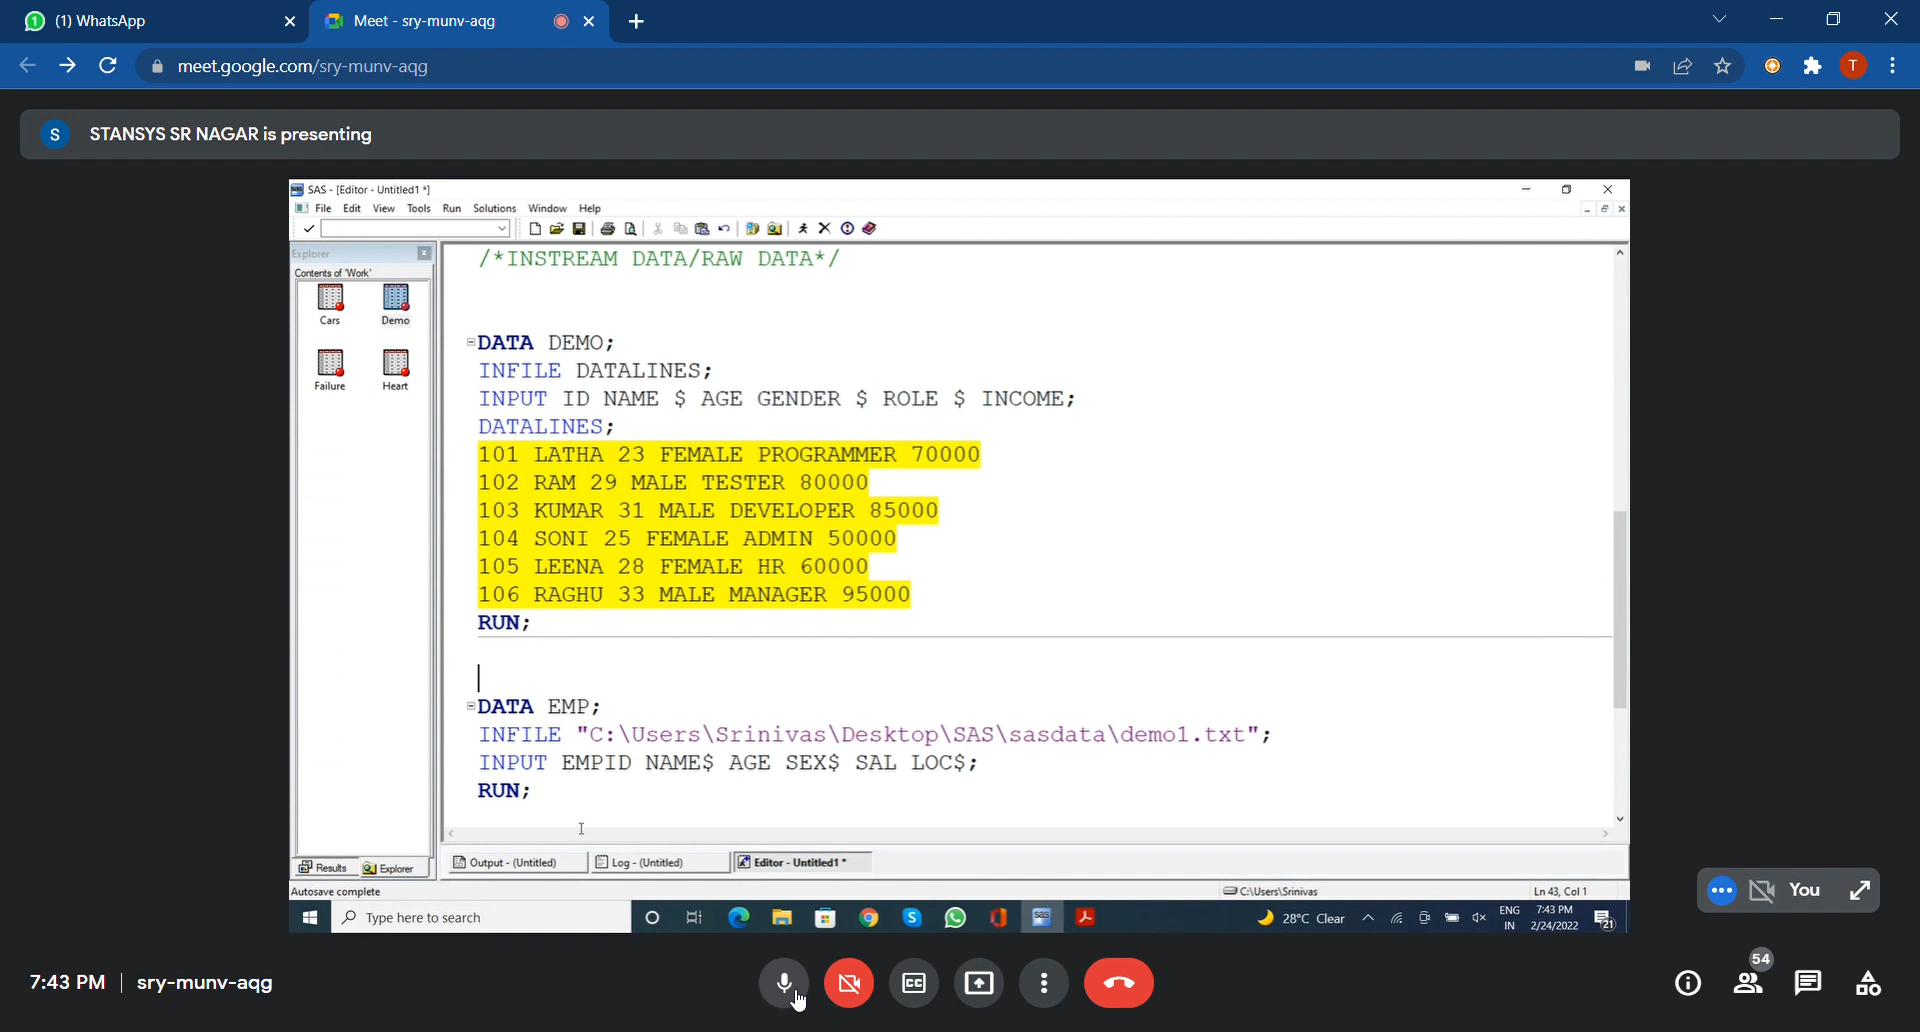 (1) WhatsApp
Meet - sry-munv-aqg
meet.google.com/sry-munv-aqg
T
S
STANSYS SR NAGAR is presenting
SAS - [Editor - Untitled1 *]
File Edit View Tools Run Solutions Window Help
Explorer
Contents of 'Work'
Cars Demo
Failure Heart
/*INSTREAM DATA/RAW DATA*/
DATA DEMO;
INFILE DATALINES;
INPUT ID NAME $ AGE GENDER $ ROLE $ INCOME;
DATALINES;
101 LATHA 23 FEMALE PROGRAMMER 70000
102 RAM 29 MALE TESTER 80000
103 KUMAR 31 MALE DEVELOPER 85000
104 SONI 25 FEMALE ADMIN 50000
105 LEENA 28 FEMALE HR 60000
106 RAGHU 33 MALE MANAGER 95000
RUN;
DATA EMP;
INFILE "C:\Users\Srinivas\Desktop\SAS\sasdata\demo1.txt";
INPUT EMPID NAME$ AGE SEX$ SAL LOC$;
RUN;
Results Explorer
Output - (Untitled) Log - (Untitled) Editor - Untitled1 *
Autosave complete
C:\Users\Srinivas
Ln 43, Col 1
Type here to search
28°C Clear
ENG
IN
7:43 PM
2/24/2022
21
You
7:43 PM
sry-munv-aqg
CC
54